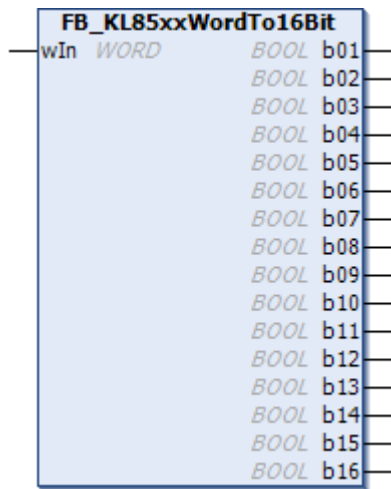 FB_KL85xxWordTo16Bit
wIn WORD BOOL b01
BOOL b02
BOOL b03
BOOL b04
BOOL b05
BOOL b06
BOOL b07
BOOL b08
BOOL b09
BOOL b10
BOOL b11
BOOL b12
BOOL b13
BOOL b14
BOOL b15
BOOL b16